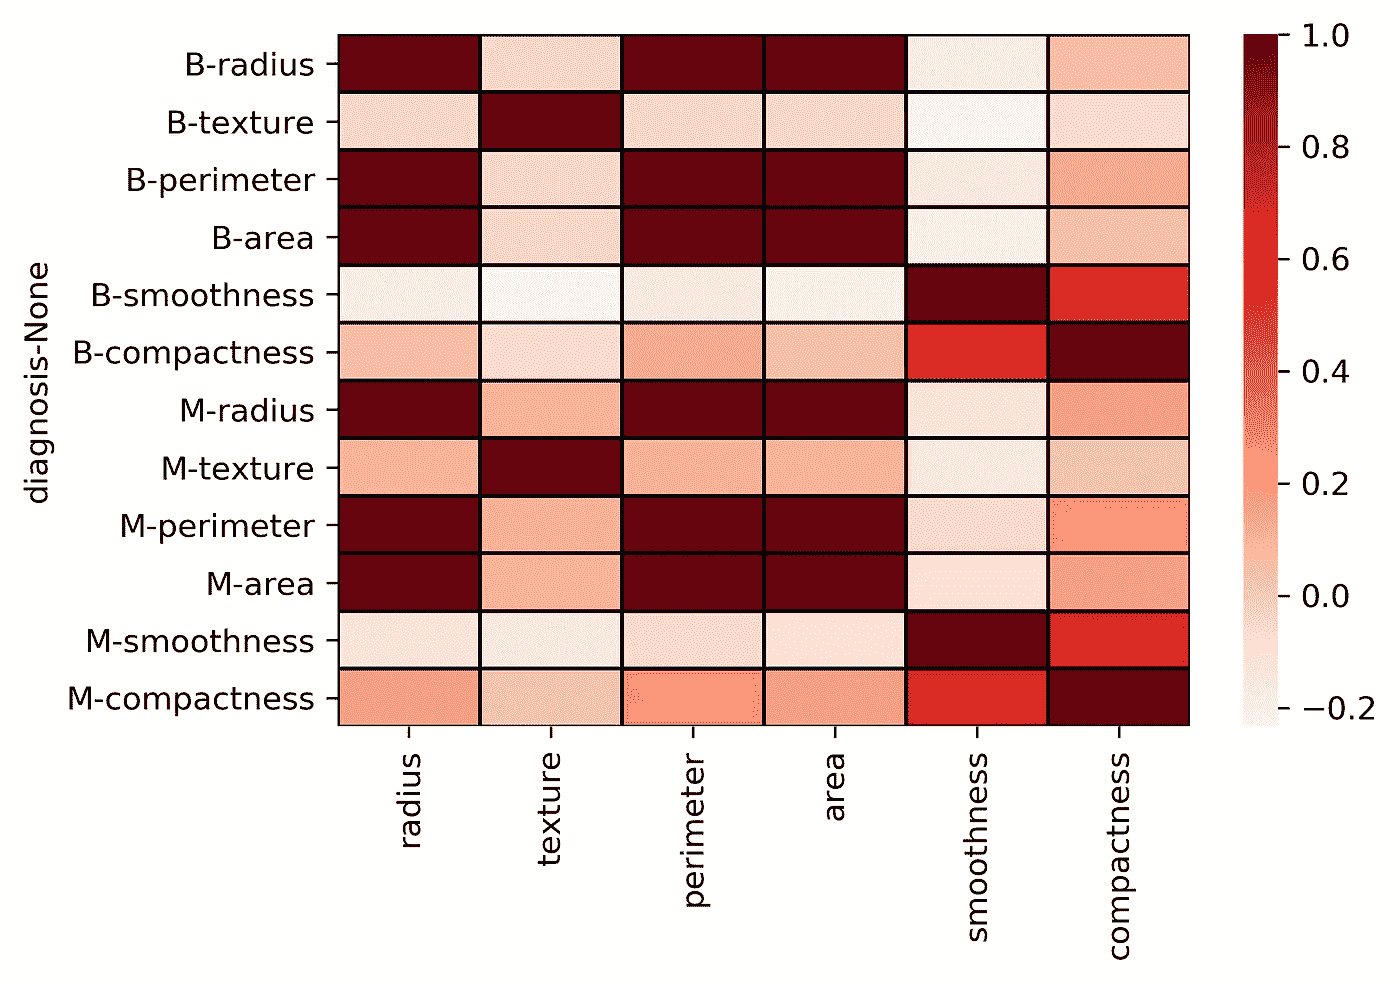 diagnosis-None
B-radius
B-texture
B-perimeter
B-area
B-smoothness
B-compactness
M-radius
M-texture
M-perimeter
M-area
M-smoothness
M-compactness
radius
texture
perimeter
area
smoothness
compactness
1.0
0.8
0.6
0.4
0.2
0.0
−0.2